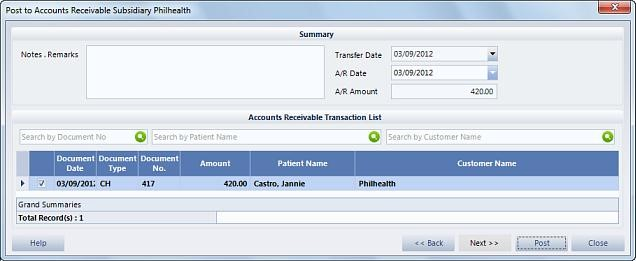 Post to Accounts Receivable Subsidiary Philhealth
Summary
Notes . Remarks
Transfer Date 03/09/2012
A/R Date 03/09/2012
A/R Amount 420.00
Accounts Receivable Transaction List
Search by Document No Search by Patient Name Search by Customer Name
Document Date Document Type Document No. Amount Patient Name Customer Name
03/09/201 CH 417 420.00 Castro, Jannie Philhealth
Grand Summaries
Total Record(s) : 1
Help << Back Next >> Post Close